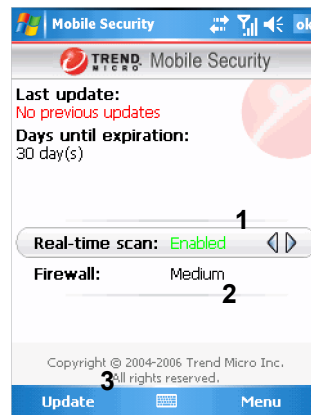 Mobile Security ok
TREND MICRO Mobile Security
Last update:
No previous updates
Days until expiration:
30 day(s)
1
Real-time scan: Enabled
Firewall: Medium
2
Copyright © 2004-2006 Trend Micro Inc.
3
All rights reserved.
Update Menu